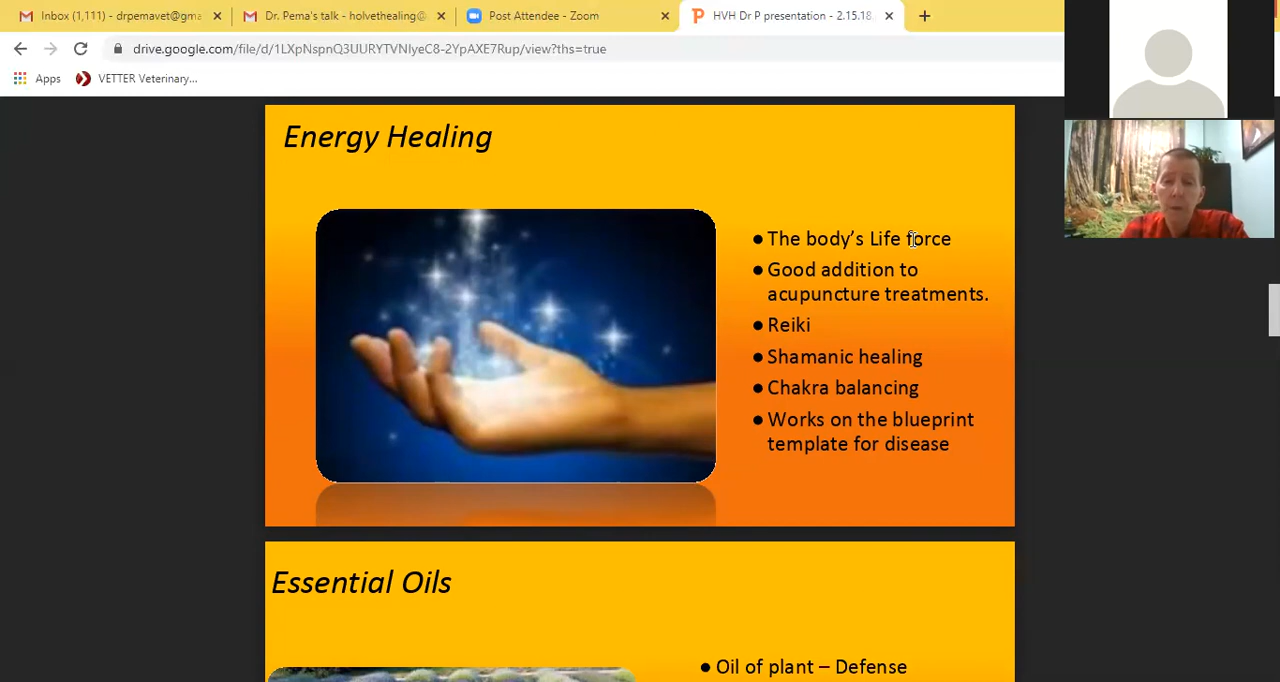 Inbox (1,111) - drpemavet@gma
Dr. Pema's talk - holvethealing@
Post Attendee - Zoom
HVH Dr P presentation - 2.15.18.
drive.google.com/file/d/1LXpNspnQ3UURYTVNIyeC8-2YpAXE7Rup/view?ths=true
Apps
VETTER Veterinary...
Energy Healing
● The body's Life force
● Good addition to
acupuncture treatments.
● Reiki
● Shamanic healing
● Chakra balancing
● Works on the blueprint
template for disease
Essential Oils
● Oil of plant – Defense